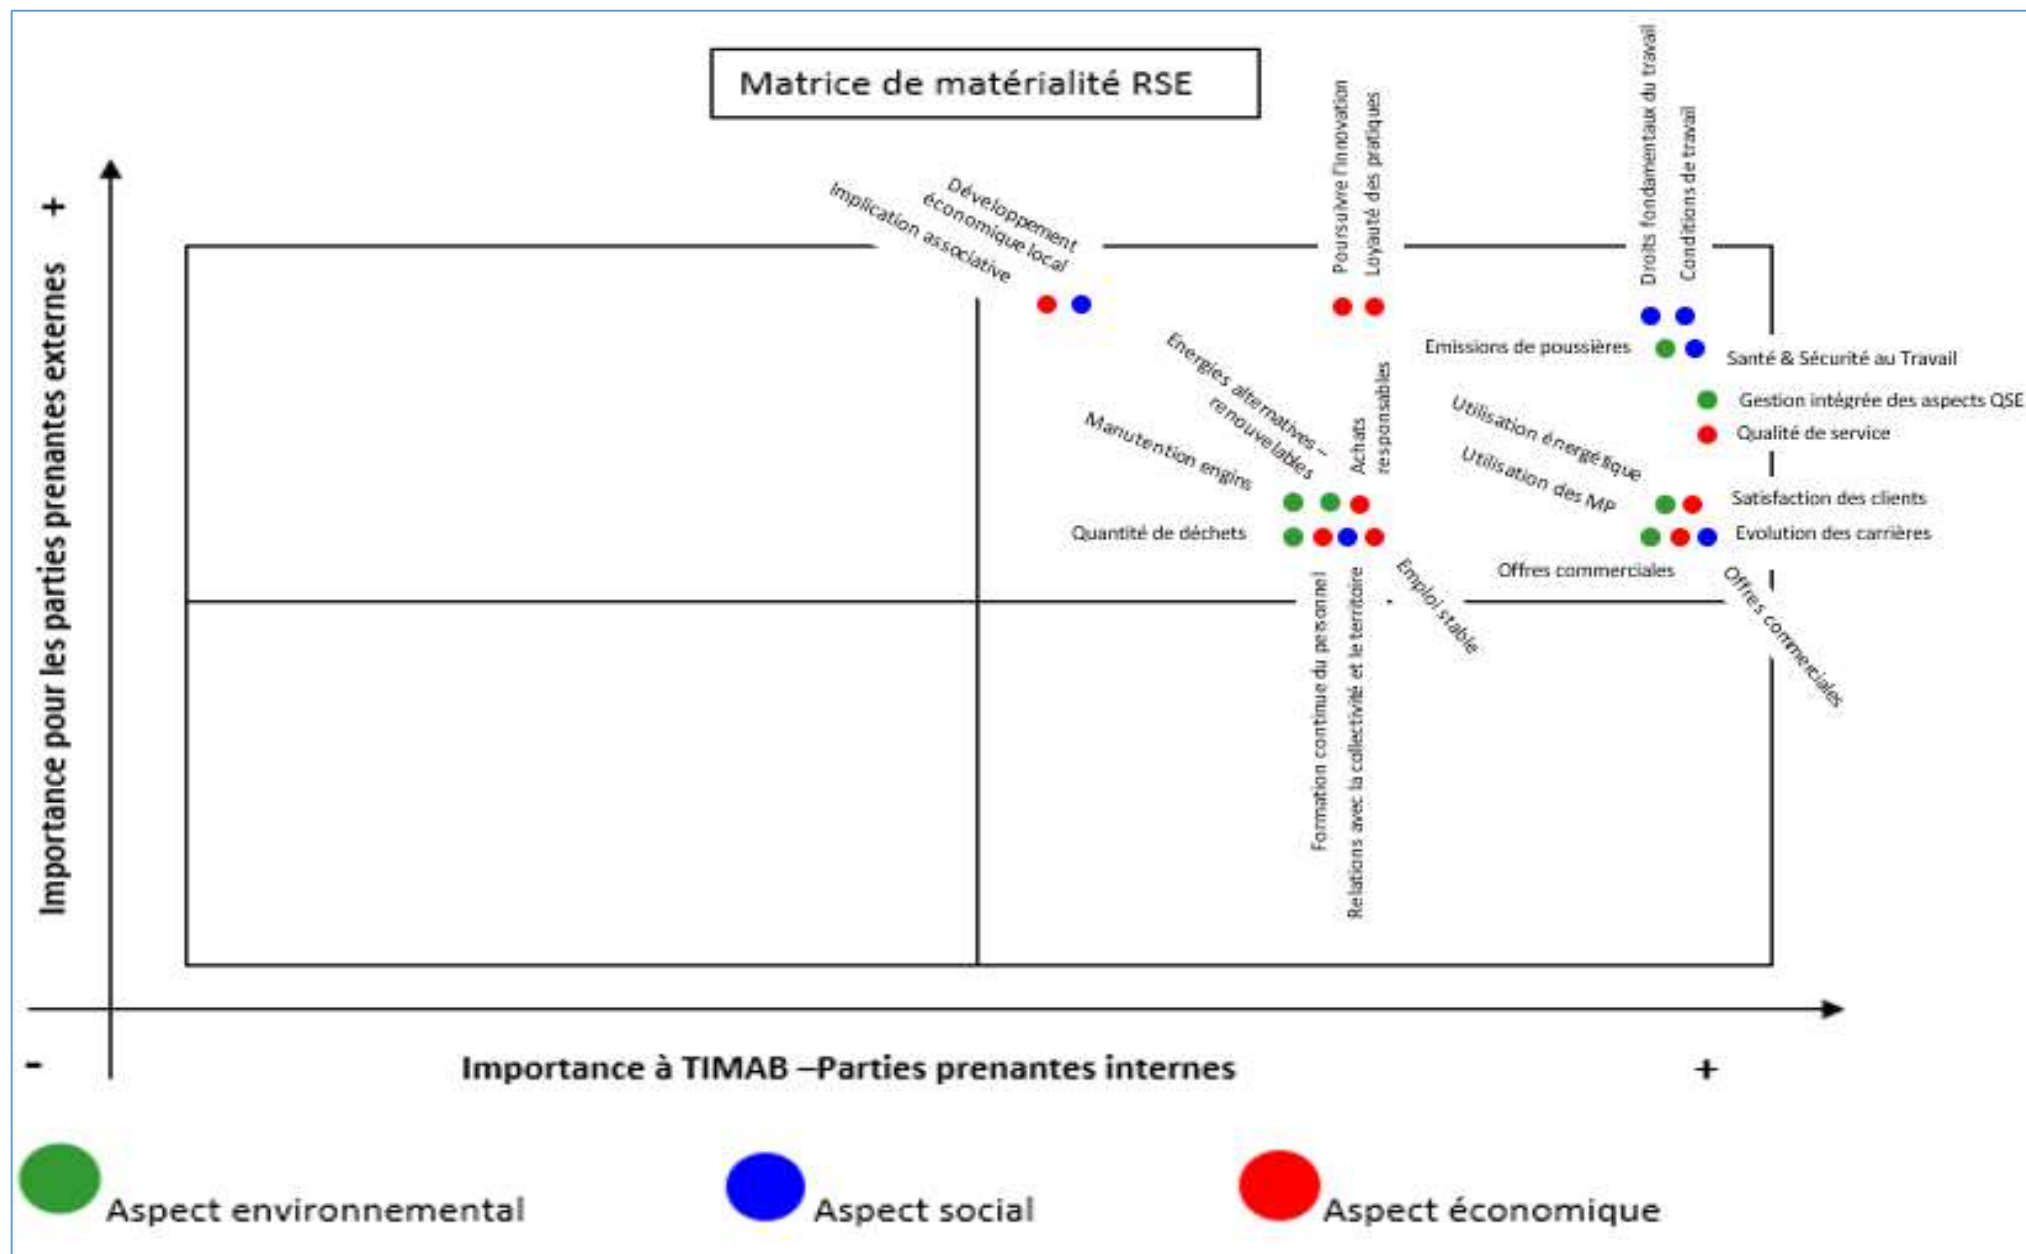 Matrice de matérialité RSE
Importance pour les parties prenantes externes
+
Développement
économique local
Implication associative
Poursuivre l'innovation
Loyauté des pratiques
Droits fondamentaux du travail
Conditions de travail
Emissions de poussières
Santé & Sécurité au Travail
Gestion intégrée des aspects QSE
Qualité de service
Energies alternatives –
renouvelables
Achats
responsables
Manutention engins
Utilisation énergétique
Utilisation des MP
Satisfaction des clients
Quantité de déchets
Evolution des carrières
Offres commerciales
Offres commerciales
Emploi stable
Formation continue du personnel
Relations avec la collectivité et le territoire
-
Importance à TIMAB –Parties prenantes internes
+
Aspect environnemental
Aspect social
Aspect économique